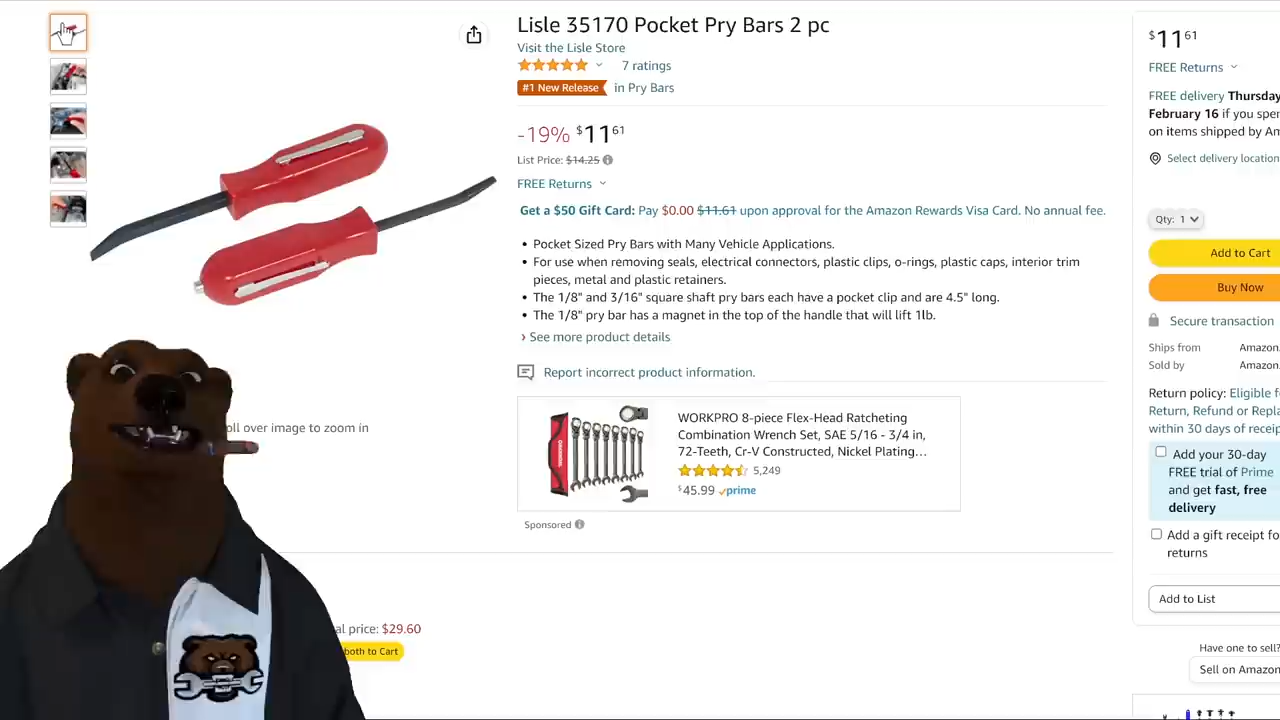 Lisle 35170 Pocket Pry Bars 2 pc
Visit the Lisle Store
7 ratings
#1 New Release in Pry Bars
-19% $11 61
List Price: $14.25
FREE Returns
Get a $50 Gift Card: Pay $0.00 $11.61 upon approval for the Amazon Rewards Visa Card. No annual fee.
• Pocket Sized Pry Bars with Many Vehicle Applications.
• For use when removing seals, electrical connectors, plastic clips, o-rings, plastic caps, interior trim
pieces, metal and plastic retainers.
• The 1/8" and 3/16" square shaft pry bars each have a pocket clip and are 4.5" long.
• The 1/8" pry bar has a magnet in the top of the handle that will lift 1lb.
› See more product details
Report incorrect product information.
oll over image to zoom in
WORKPRO 8-piece Flex-Head Ratcheting
Combination Wrench Set, SAE 5/16 - 3/4 in,
72-Teeth, Cr-V Constructed, Nickel Plating...
5,249
$45.99 prime
Sponsored
al price: $29.60
both to Cart
$11 61
FREE Returns
FREE delivery Thursday
February 16 if you spen
on items shipped by Am
Select delivery location
Qty: 1
Add to Cart
Buy Now
Secure transaction
Ships from Amazon.
Sold by Amazon.
Return policy: Eligible f
Return, Refund or Repla
within 30 days of receip
Add your 30-day
FREE trial of Prime
and get fast, free
delivery
Add a gift receipt fo
returns
Add to List
Have one to sell?
Sell on Amazon